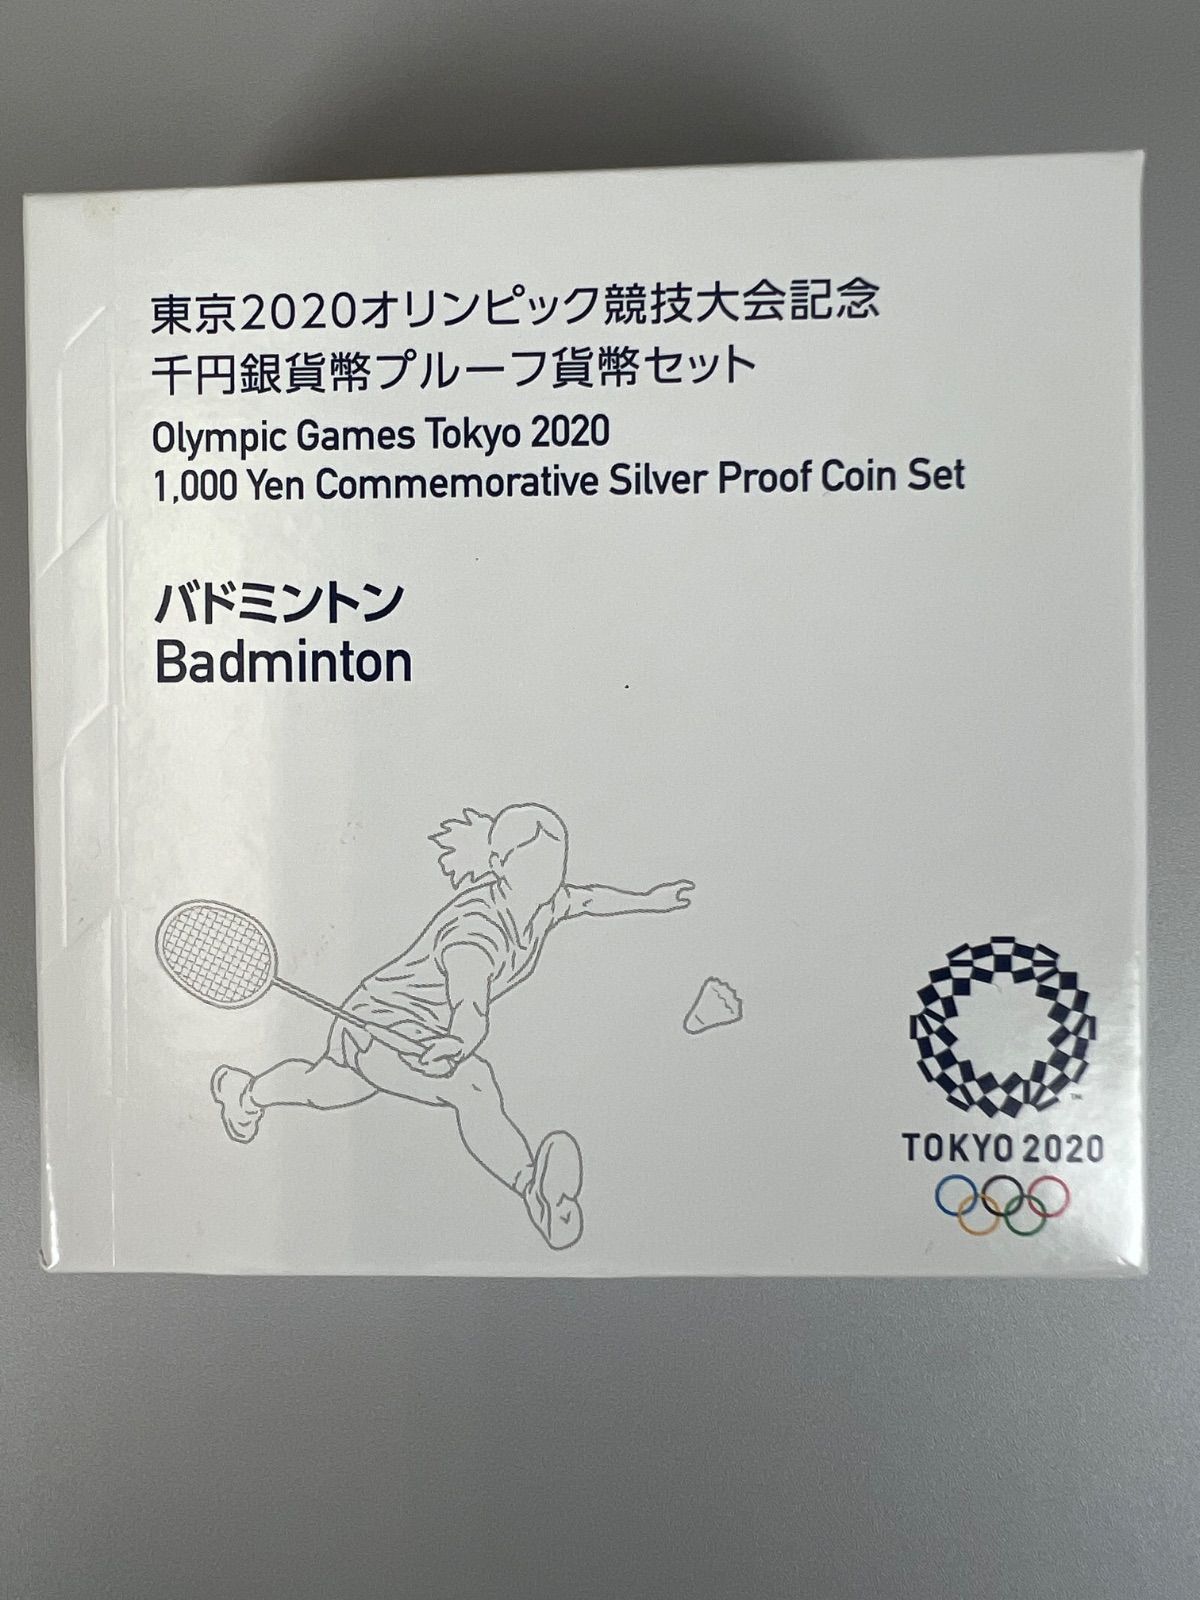 東京2020オリンピック競技大会記念
千円銀貨幣プルーフ貨幣セット
Olympic Games Tokyo 2020
1,000 Yen Commemorative Silver Proof Coin Set
バドミントン
Badminton
TM
TOKYO 2020